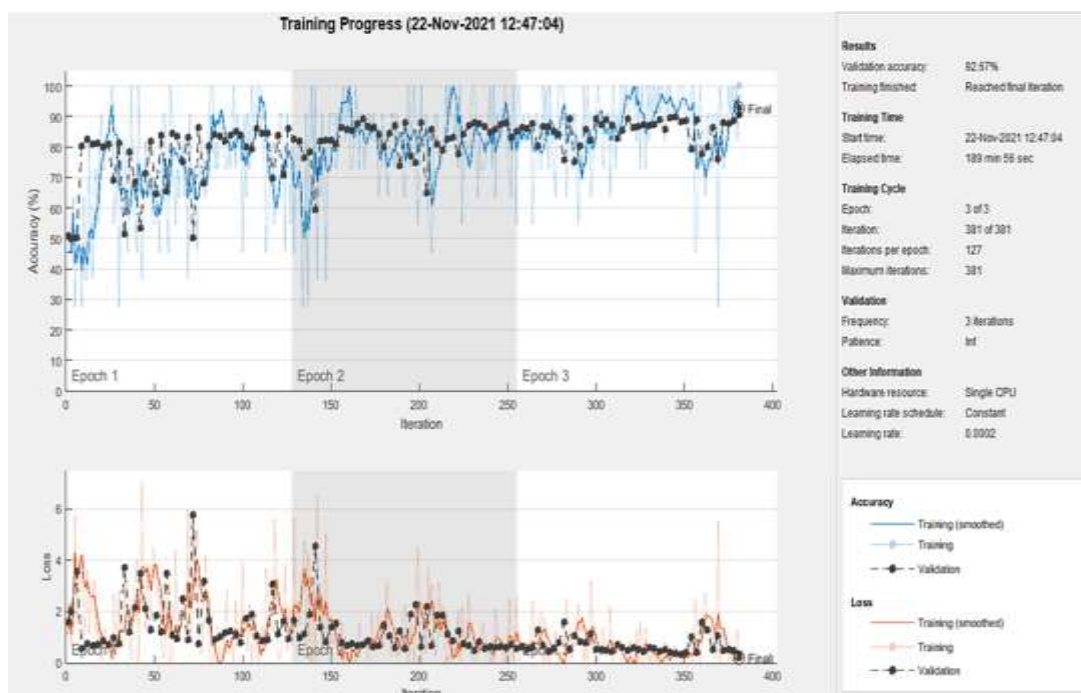 Training Progress (22-Nov-2021 12:47:04)
Accuracy (%)
100
90
80
70
60
50
40
30
20
10
0
Final
Epoch 1
Epoch 2
Epoch 3
0 50 100 150 200 250 300 350 400
Iteration
Loss
6
4
2
0
Final
0 50 100 150 200 250 300 350 400
Iteration
Results
Validation accuracy: 92.67%
Training finished: Reached final iteration
Training Time
Start time: 22-Nov-2021 12:47:04
Elapsed time: 189 min 56 sec
Training Cycle
Epoch: 3 of 3
Iteration: 381 of 381
Iterations per epoch: 127
Maximum iterations: 381
Validation
Frequency: 3 iterations
Patience: Inf
Other Information
Hardware resource: Single CPU
Learning rate schedule: Constant
Learning rate: 0.0002
Accuracy
Training (smoothed)
Training
Validation
Loss
Training (smoothed)
Training
Validation